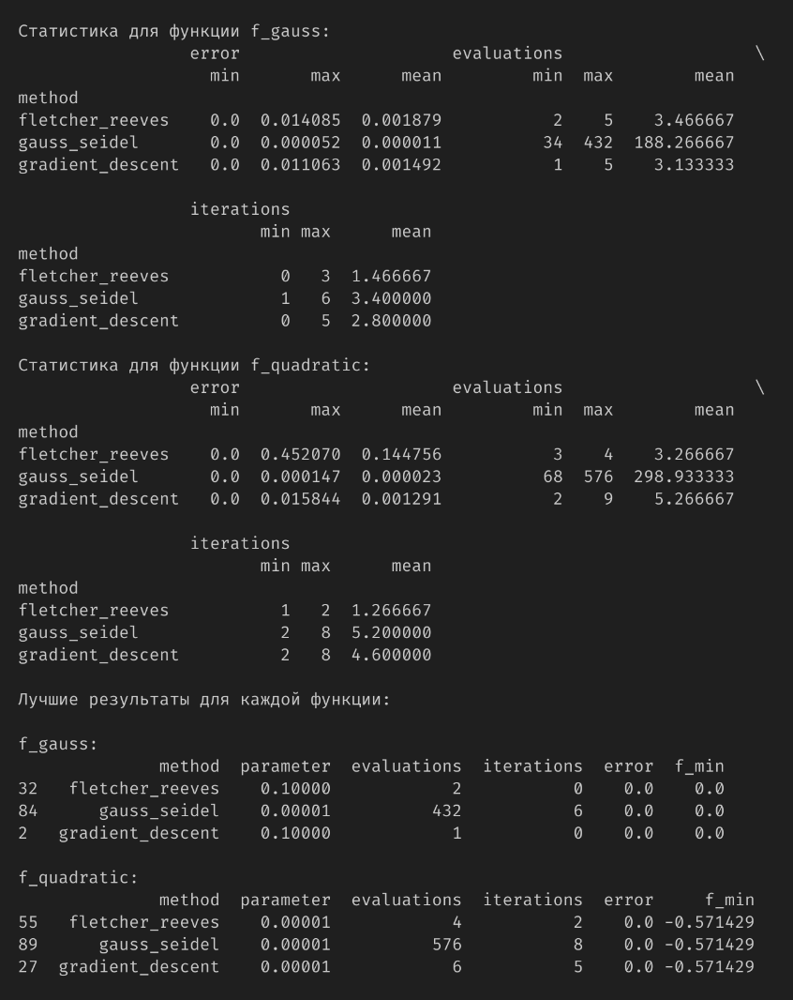 Статистика для функции f_gauss:
error evaluations \
min max mean min max mean
method
fletcher_reeves 0.0 0.014085 0.001879 2 5 3.466667
gauss_seidel 0.0 0.000052 0.000011 34 432 188.266667
gradient_descent 0.0 0.011063 0.001492 1 5 3.133333
iterations
min max mean
method
fletcher_reeves 0 3 1.466667
gauss_seidel 1 6 3.400000
gradient_descent 0 5 2.800000
Статистика для функции f_quadratic:
error evaluations \
min max mean min max mean
method
fletcher_reeves 0.0 0.452070 0.144756 3 4 3.266667
gauss_seidel 0.0 0.000147 0.000023 68 576 298.933333
gradient_descent 0.0 0.015844 0.001291 2 9 5.266667
iterations
min max mean
method
fletcher_reeves 1 2 1.266667
gauss_seidel 2 8 5.200000
gradient_descent 2 8 4.600000
Лучшие результаты для каждой функции:
f_gauss:
method parameter evaluations iterations error f_min
32 fletcher_reeves 0.10000 2 0 0.0 0.0
84 gauss_seidel 0.00001 432 6 0.0 0.0
2 gradient_descent 0.10000 1 0 0.0 0.0
f_quadratic:
method parameter evaluations iterations error f_min
55 fletcher_reeves 0.00001 4 2 0.0 -0.571429
89 gauss_seidel 0.00001 576 8 0.0 -0.571429
27 gradient_descent 0.00001 6 5 0.0 -0.571429